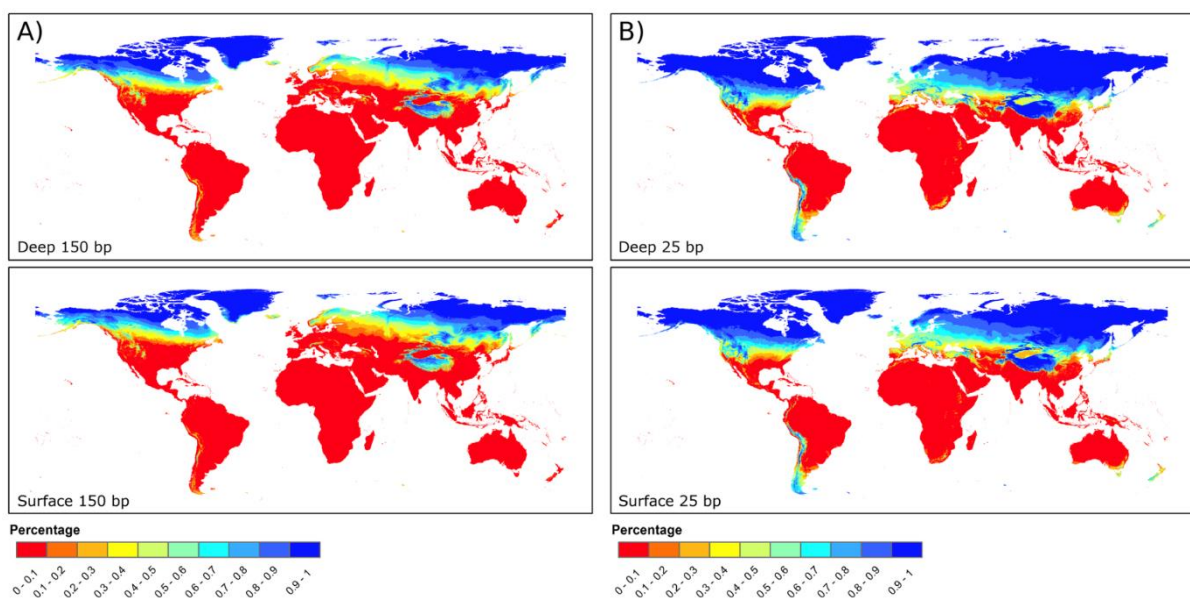 A)
B)
Deep 150 bp
Deep 25 bp
Surface 150 bp
Surface 25 bp
Percentage
0 - 0.1
0.1 - 0.2
0.2 - 0.3
0.3 - 0.4
0.4 - 0.5
0.5 - 0.6
0.6 - 0.7
0.7 - 0.8
0.8 - 0.9
0.9 - 1
Percentage
0 - 0.1
0.1 - 0.2
0.2 - 0.3
0.3 - 0.4
0.4 - 0.5
0.5 - 0.6
0.6 - 0.7
0.7 - 0.8
0.8 - 0.9
0.9 - 1